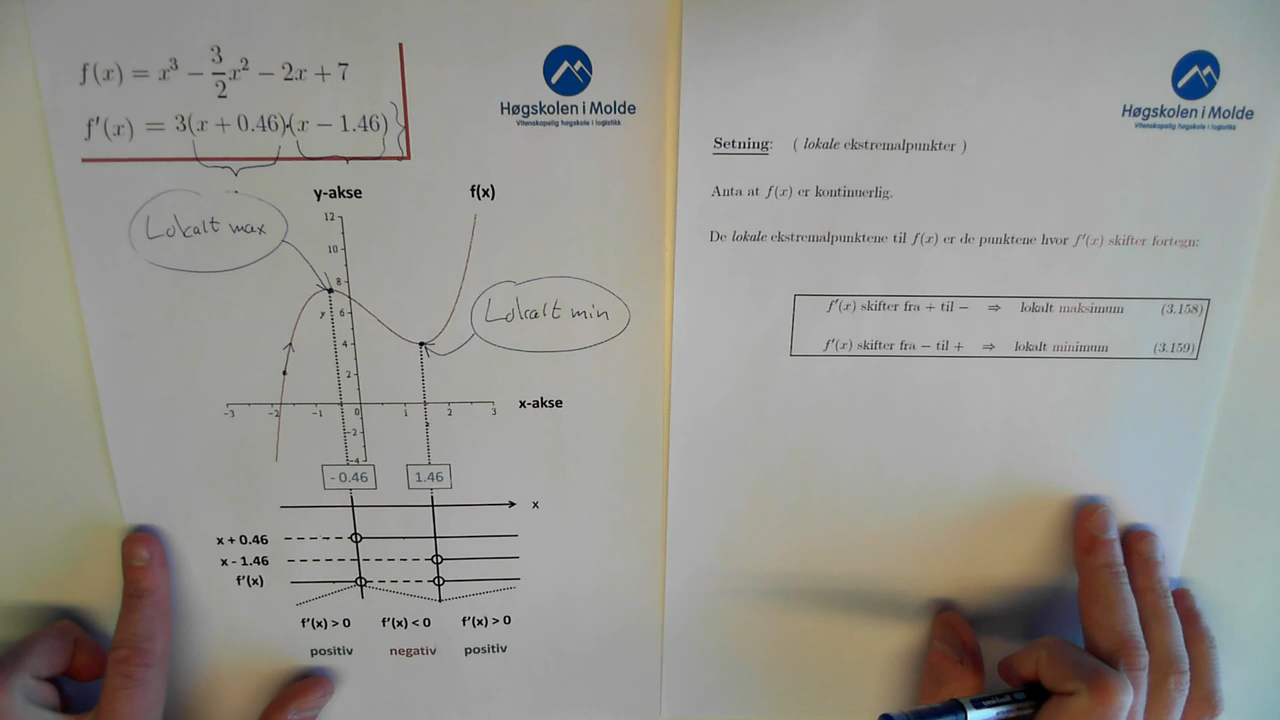 f(x) = x³ − 3/2 x² − 2x + 7
f'(x) = 3(x + 0.46)·(x − 1.46)
Høgskolen i Molde
Vitenskapelig høgskole i logistikk
y-akse
f(x)
Lokalt max
12
10
8
y
6
Lokalt min
4
2
x-akse
-3 -2 -1 0 1 2 3
-2
-4
- 0.46 1.46
x
x + 0.46
x - 1.46
f'(x)
f'(x) > 0 f'(x) < 0 f'(x) > 0
positiv negativ positiv
Høgskolen i Molde
Vitenskapelig høgskole i logistikk
Setning: ( lokale ekstremalpunkter )
Anta at f(x) er kontinuerlig.
De lokale ekstremalpunktene til f(x) er de punktene hvor f'(x) skifter fortegn:
f'(x) skifter fra + til − ⇒ lokalt maksimum (3.158)
f'(x) skifter fra − til + ⇒ lokalt minimum (3.159)